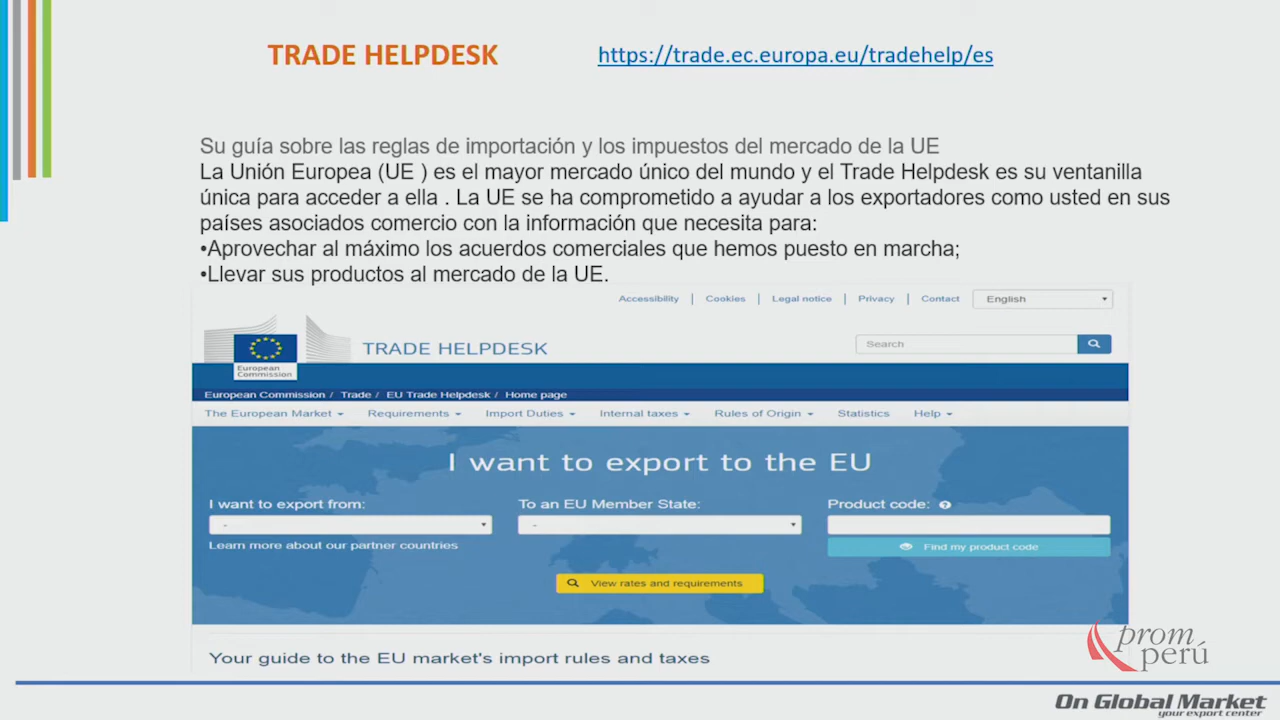 TRADE HELPDESK
https://trade.ec.europa.eu/tradehelp/es
Su guía sobre las reglas de importación y los impuestos del mercado de la UE
La Unión Europea (UE ) es el mayor mercado único del mundo y el Trade Helpdesk es su ventanilla
única para acceder a ella . La UE se ha comprometido a ayudar a los exportadores como usted en sus
países asociados comercio con la información que necesita para:
•Aprovechar al máximo los acuerdos comerciales que hemos puesto en marcha;
•Llevar sus productos al mercado de la UE.
Accessibility | Cookies | Legal notice | Privacy | Contact English
European
Commission
TRADE HELPDESK
Search
European Commission / Trade / EU Trade Helpdesk / Home page
The European Market Requirements Import Duties Internal taxes Rules of Origin Statistics Help
I want to export to the EU
I want to export from: To an EU Member State: Product code:
- -
Learn more about our partner countries Find my product code
View rates and requirements
Your guide to the EU market's import rules and taxes
prom
perú
On Global Market
your export center